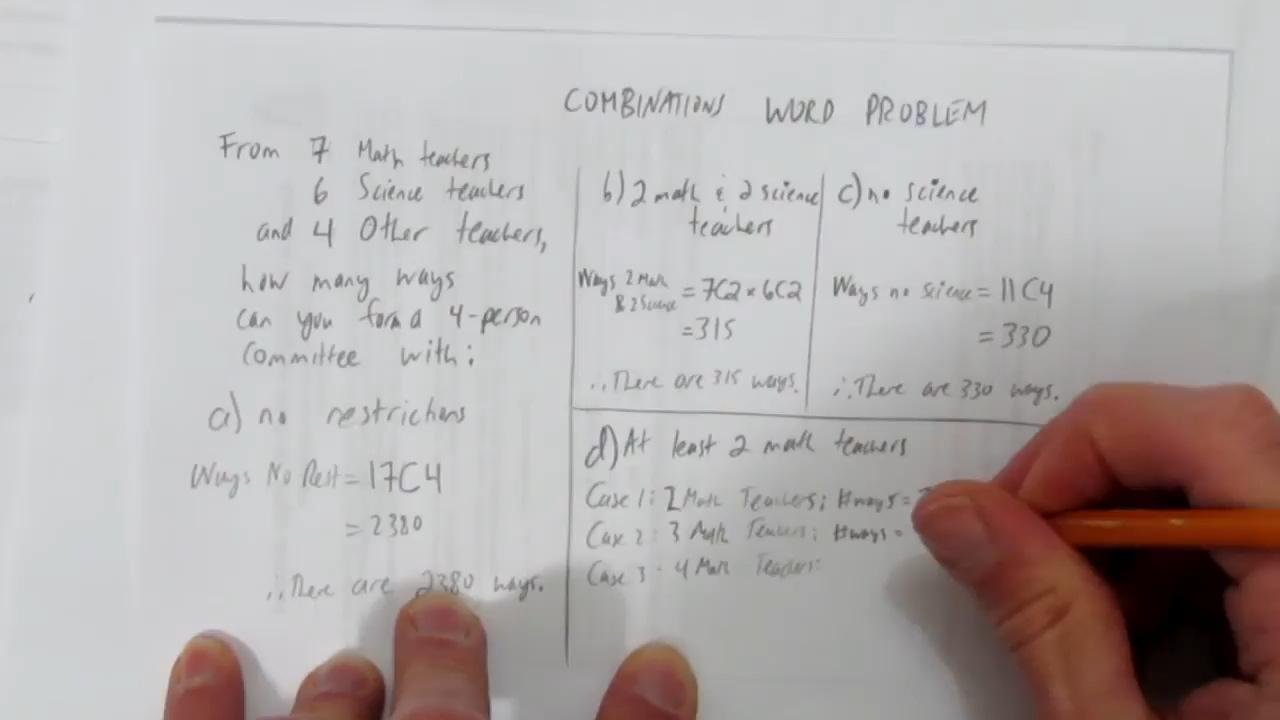 COMBINATIONS WORD PROBLEM
From 7 Math teachers
6 Science teachers
and 4 Other teachers,
how many ways
can you form a 4-person
committee with:
a) no restrictions
Ways No Rest = 17C4
= 2380
∴ There are 2380 ways.
b) 2 math & 2 science
teachers
Ways 2 Math
& 2 Science = 7C2 × 6C2
= 315
∴ There are 315 ways.
c) no science
teachers
Ways no science = 11C4
= 330
∴ There are 330 ways.
d) At least 2 math teachers
Case 1: 2 Math Teachers; #ways =
Case 2: 3 Math Teachers; #ways =
Case 3: 4 Math Teachers